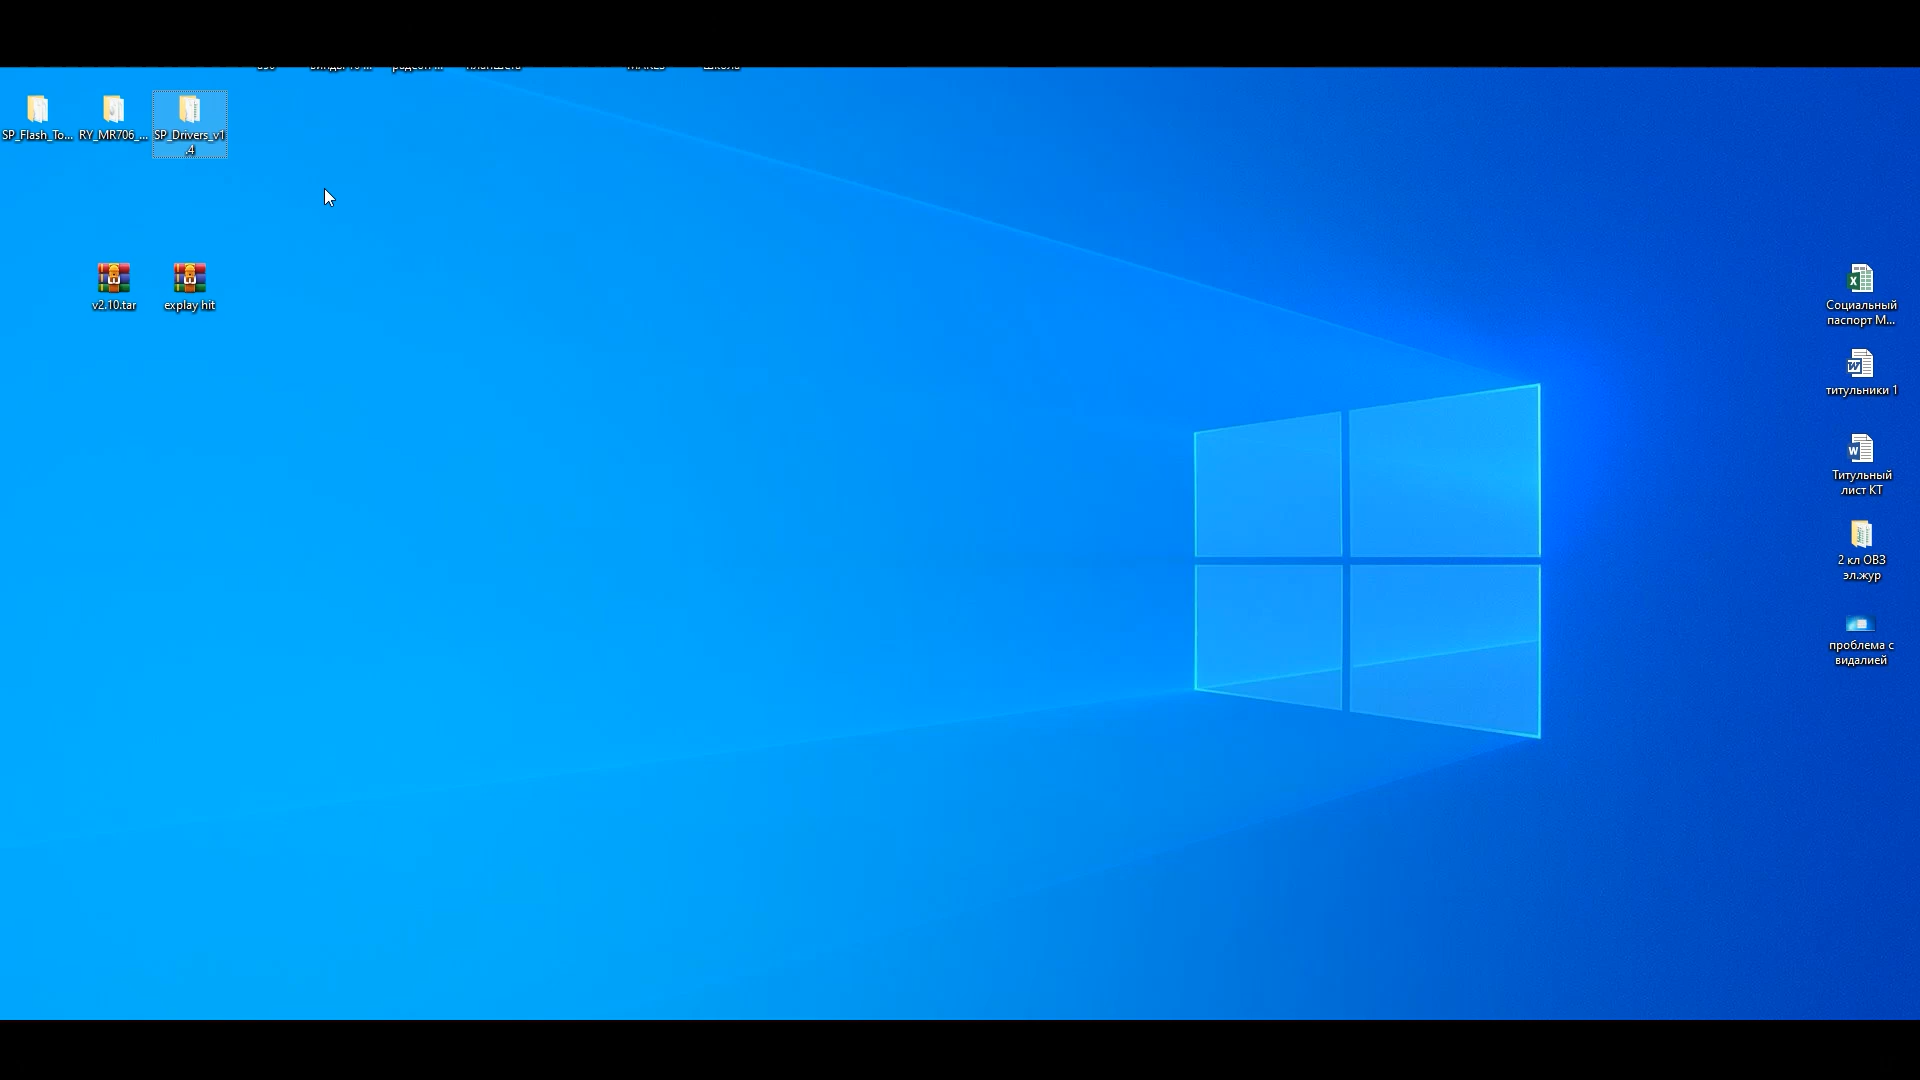 SP_Flash_To...
RY_MR706_...
SP_Drivers_v1
.4
v2.10.tar
explay hit
Социальный
паспорт М...
титульники 1
Титульный
лист КТ
2 кл ОВЗ
эл.жур
проблема с
видалией